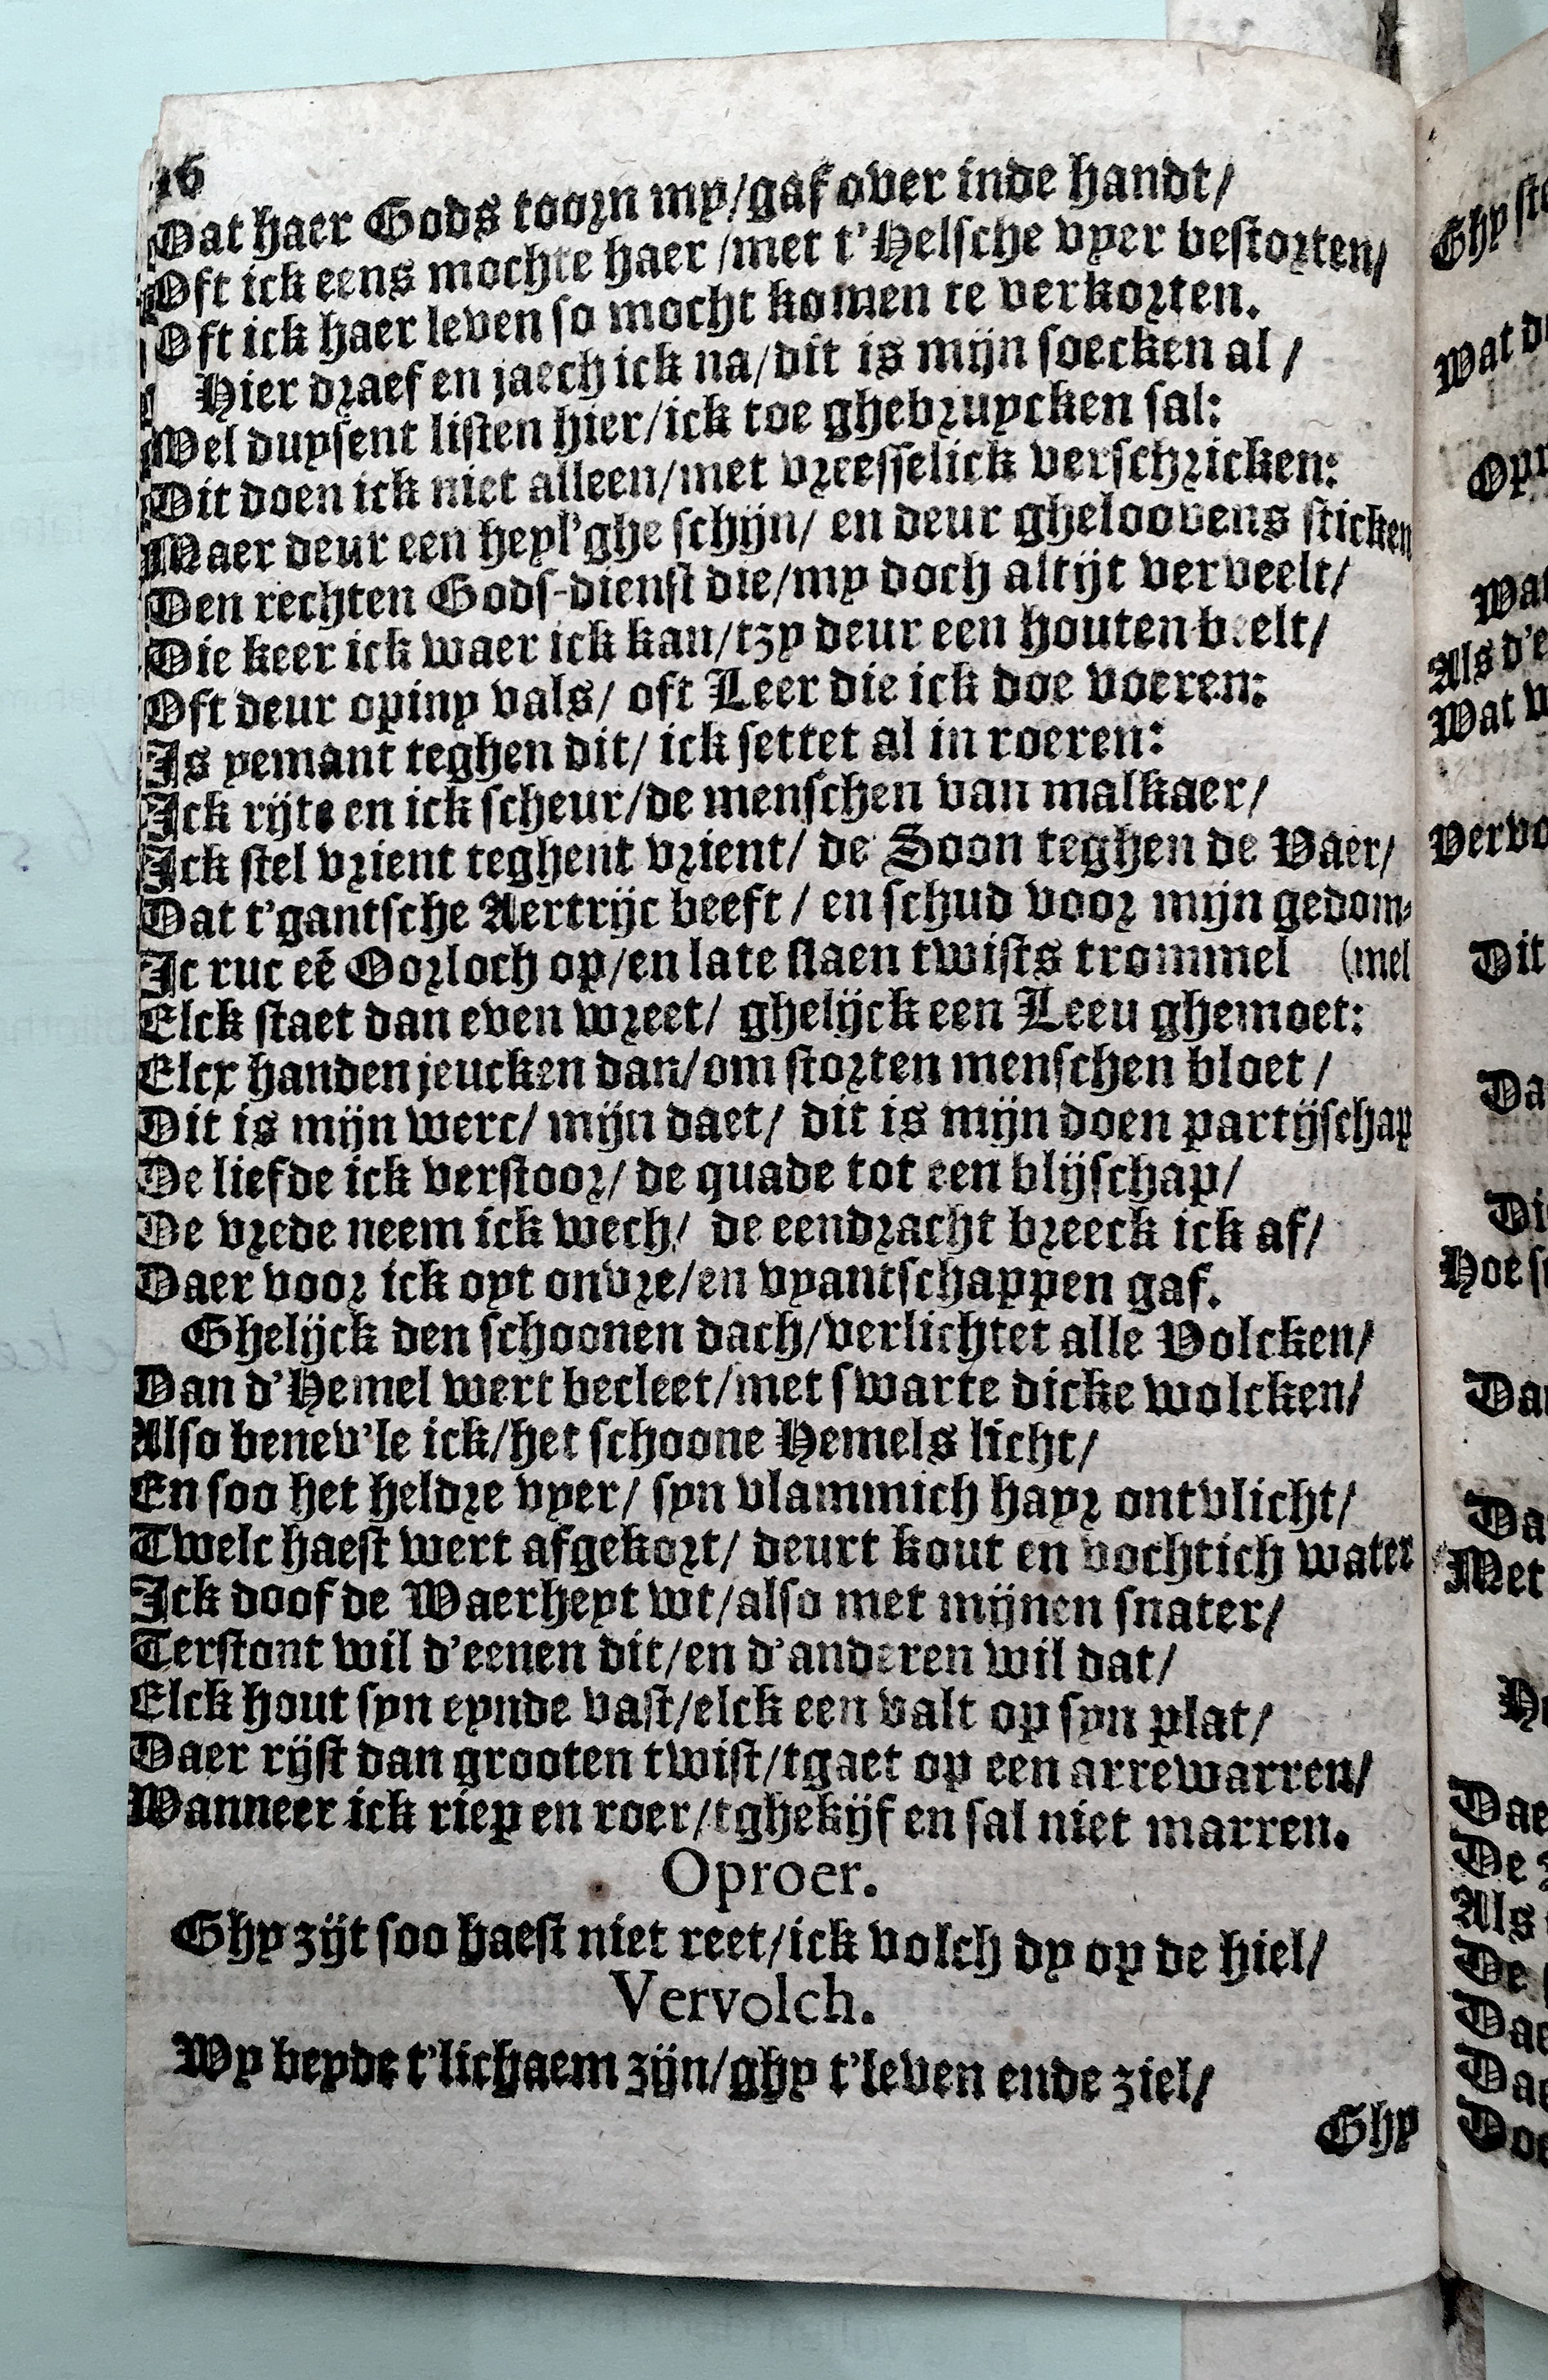 16
Dat haer Gods toorn my/gaf over inde handt/
Oft ick eens mochte haer /met t'Helsche vyer bestorten/
Oft ick haer leven so mocht komen te verkorten.
Hier draef en jaech ick na/dit is mijn soecken al /
Wel duysent listen hier/ick toe ghebruycken sal:
Dit doen ick niet alleen/met vreesselick verschricken:
Maer deur een heyl'ghe schijn/ en deur gheloovens sticken
Den rechten Gods-dienst die/my doch altijt verveelt/
Die keer ick waer ick kan/tzy deur een houten beelt/
Oft deur opiny vals/ oft Leer die ick doe voeren:
Is yemant teghen dit/ ick settet al in roeren:
Ick rijte en ick scheur/de menschen van malkaer/
Ick stel vrient teghent vrient/ de Soon teghen de Vaer/
Dat t'gantsche Aertrijc beeft / en schud voor mijn gedom-
Ic ruc eẽ Oorloch op/en late slaen twists trommel (mel
Elck staet dan even wreet/ ghelijck een Leeu ghemoet:
Elcx handen jeucken dan/om storten menschen bloet /
Dit is mijn werc/ mijn daet/ dit is mijn doen partijschap
De liefde ick verstoor/ de quade tot een blijschap/
De vrede neem ick wech/ de eendracht breeck ick af/
Daer voor ick oyt onvre/en vyantschappen gaf.
Ghelijck den schoonen dach/verlichtet alle Volcken/
Dan d'Hemel wert becleet/met swarte dicke wolcken/
Also benev'le ick/het schoone Hemels licht/
En soo het heldre vyer/ syn vlammich hayr ontvlicht/
Twelc haest wert afgekort/ deurt kout en vochtich water
Ick doof de Waerheyt wt/also met mijnen snater/
Terstont wil d'eenen dit/en d'anderen wil dat/
Elck hout syn eynde vast/elck een valt op syn plat/
Daer rijst dan grooten twist/tgaet op een arrewarren/
Wanneer ick riep en roer/tghekijf en sal niet marren.
Oproer.
Ghy zijt soo haest niet reet/ick volch dy op de hiel/
Vervolch.
Wy beyde t'lichaem zijn/ghy t'leven ende ziel/
Ghy